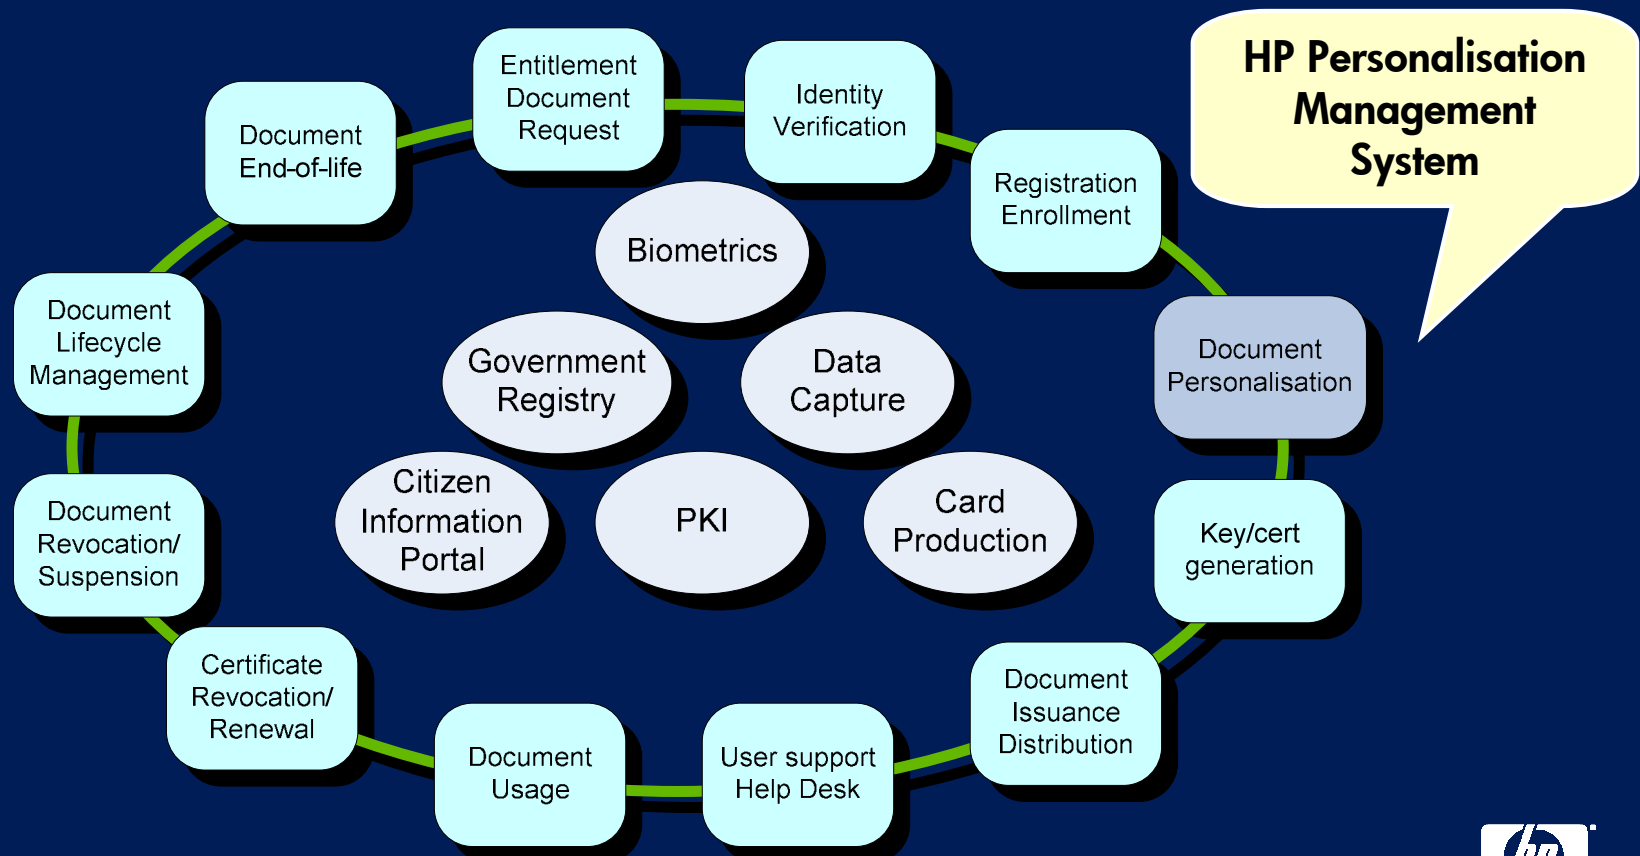 HP Personalisation
Management
System
Entitlement
Document
Request
Identity
Verification
Document
End-of-life
Registration
Enrollment
Biometrics
Document
Lifecycle
Management
Government
Registry
Data
Capture
Document
Personalisation
Citizen
Information
Portal
PKI
Card
Production
Document
Revocation/
Suspension
Key/cert
generation
Certificate
Revocation/
Renewal
Document
Issuance
Distribution
Document
Usage
User support
Help Desk
hp